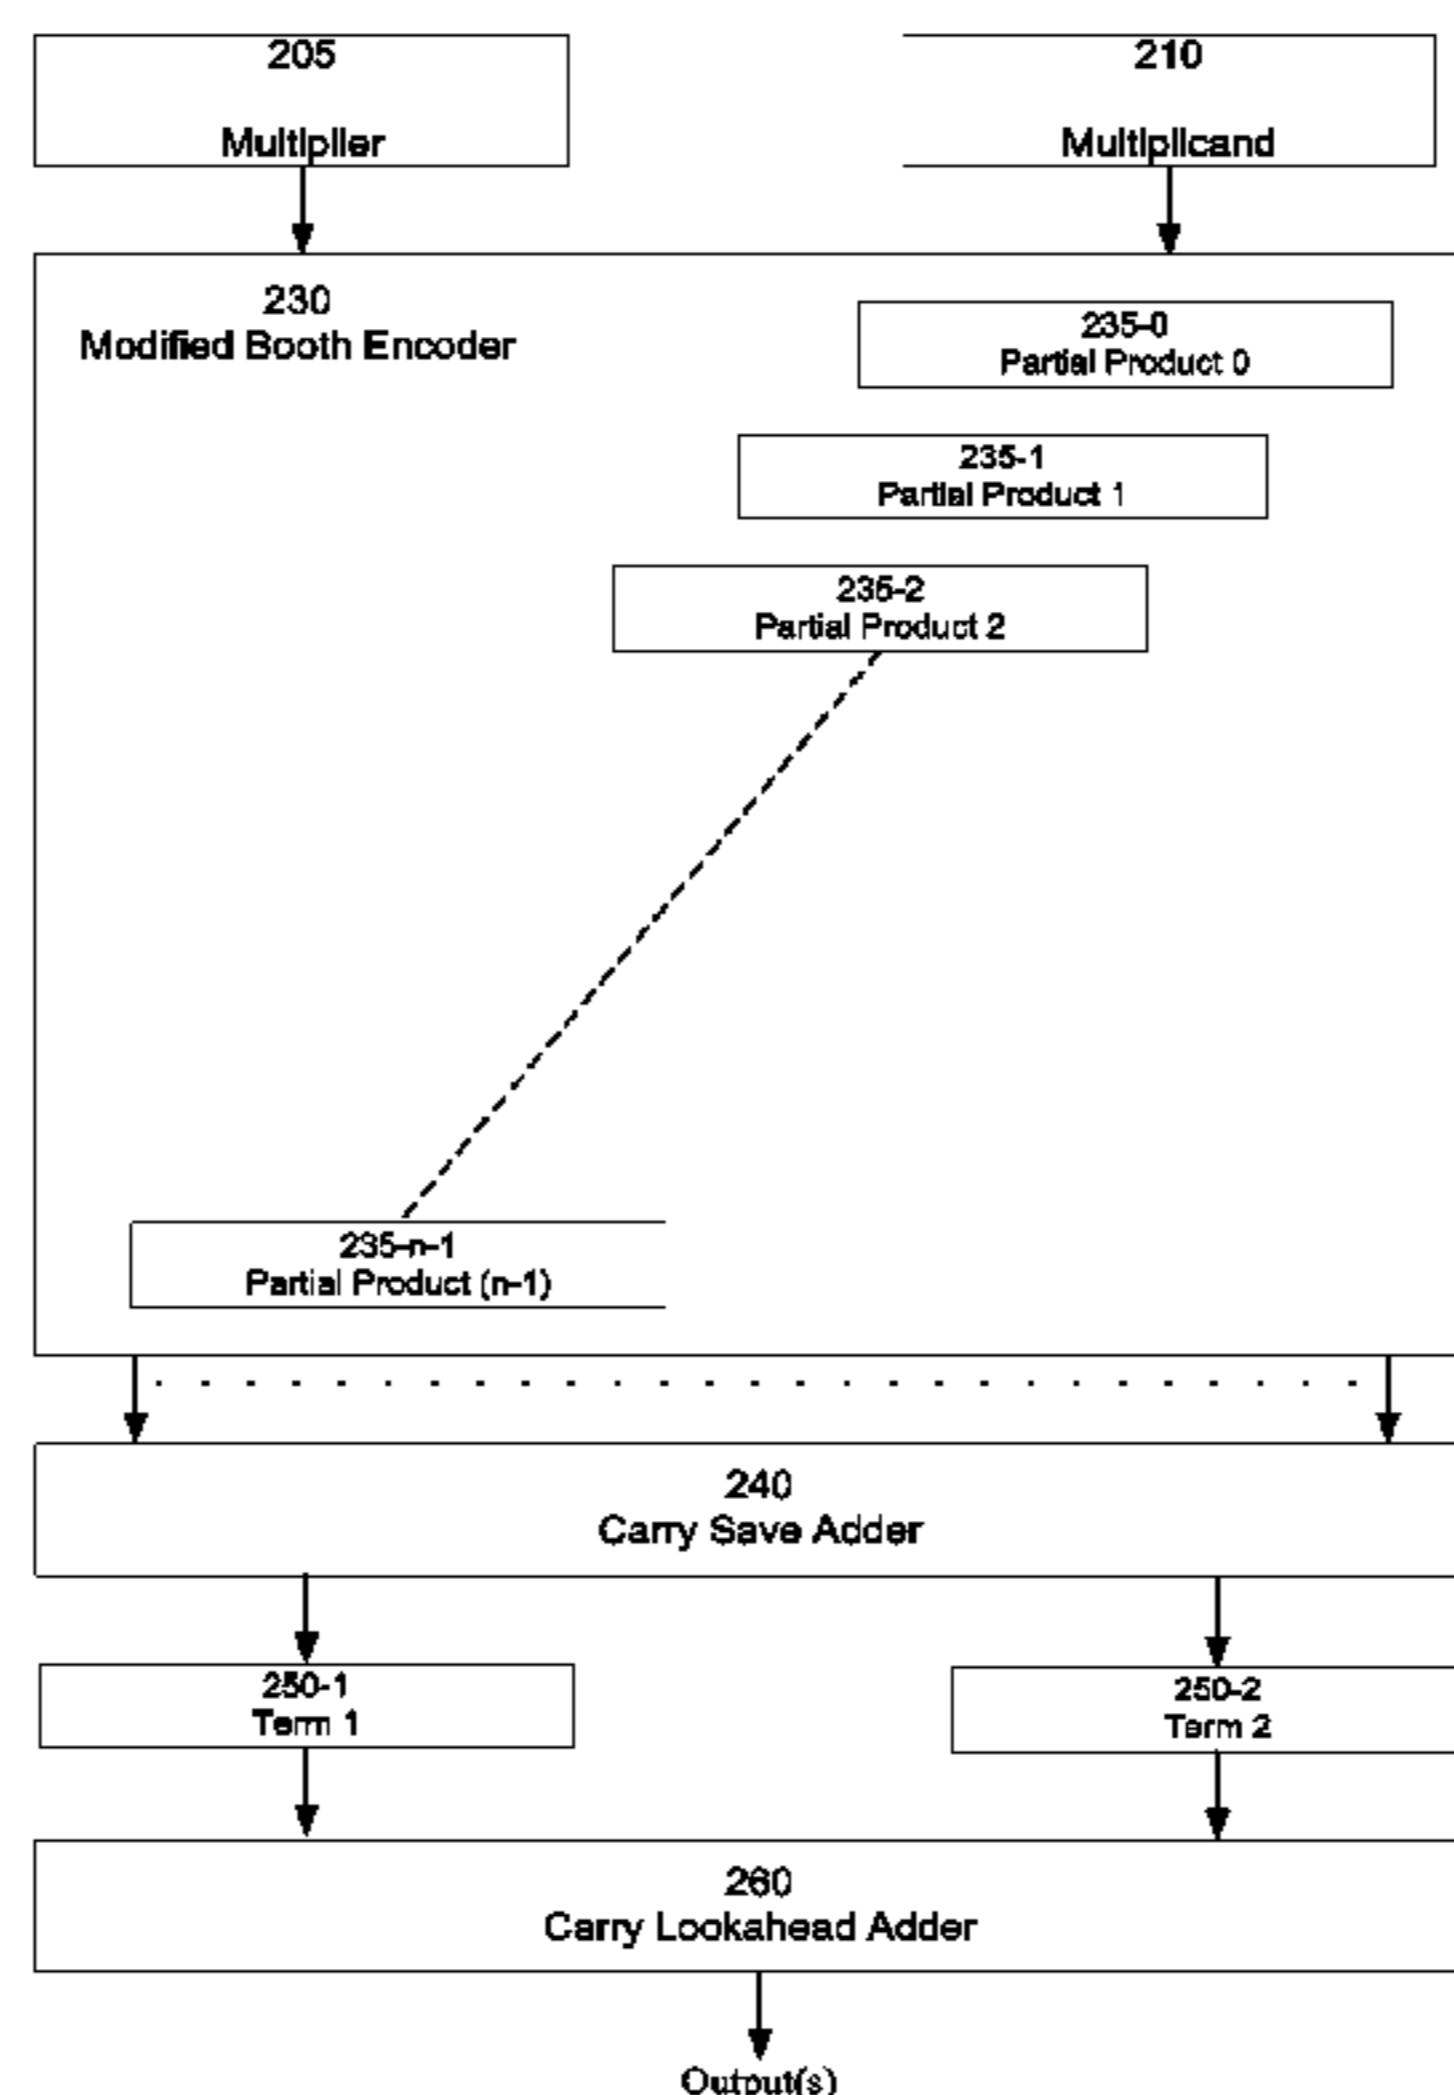 205
Multiplier
210
Multiplicand
230
Modified Booth Encoder
235-0
Partial Product 0
235-1
Partial Product 1
235-2
Partial Product 2
235-n-1
Partial Product (n-1)
240
Carry Save Adder
250-1
Term 1
250-2
Term 2
260
Carry Lookahead Adder
Output(s)